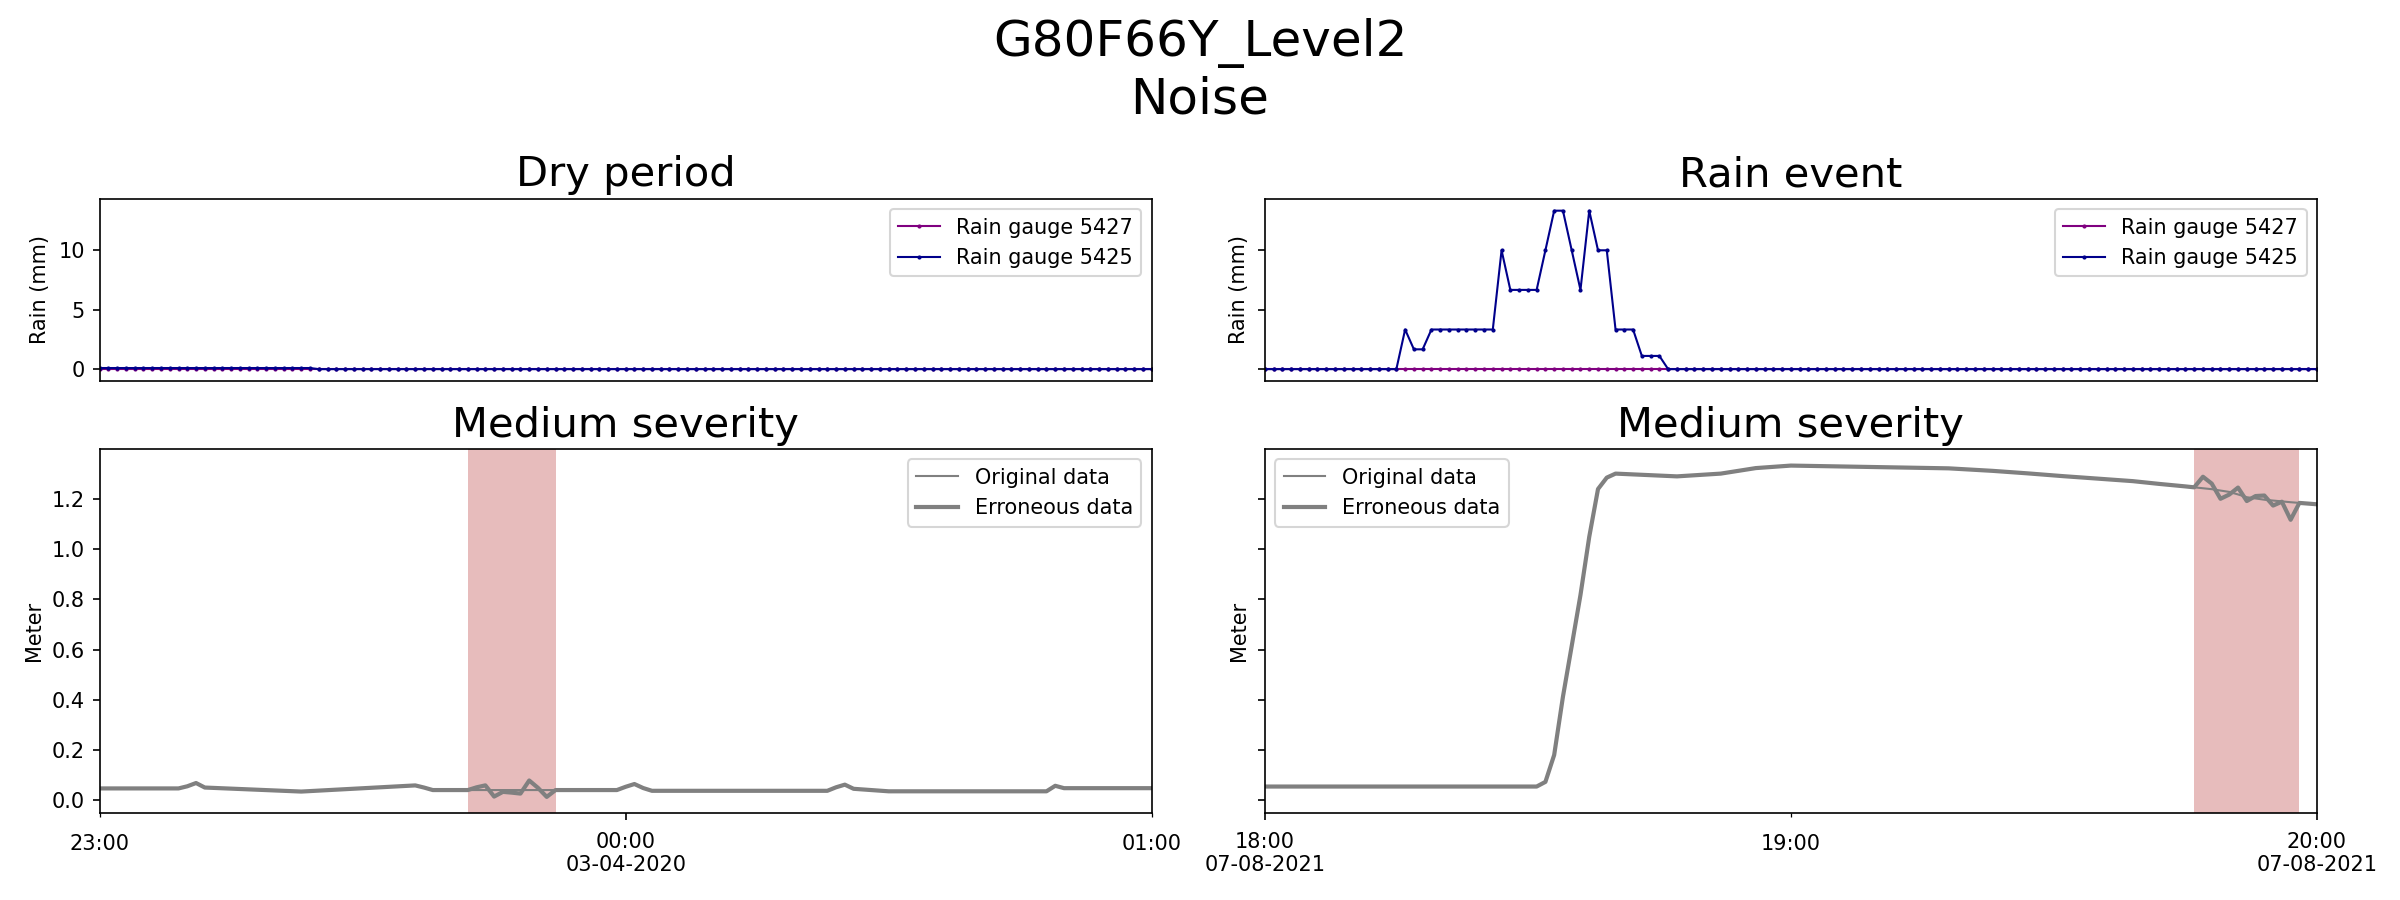 G80F66Y_Level2
Noise
Dry period
Rain event
Rain (mm)
10
5
0
Rain gauge 5427
Rain gauge 5425
Rain (mm)
Rain gauge 5427
Rain gauge 5425
Medium severity
Medium severity
Meter
1.2
1.0
0.8
0.6
0.4
0.2
0.0
Original data
Erroneous data
Meter
Original data
Erroneous data
23:00
00:00
03-04-2020
01:00
18:00
07-08-2021
19:00
20:00
07-08-2021